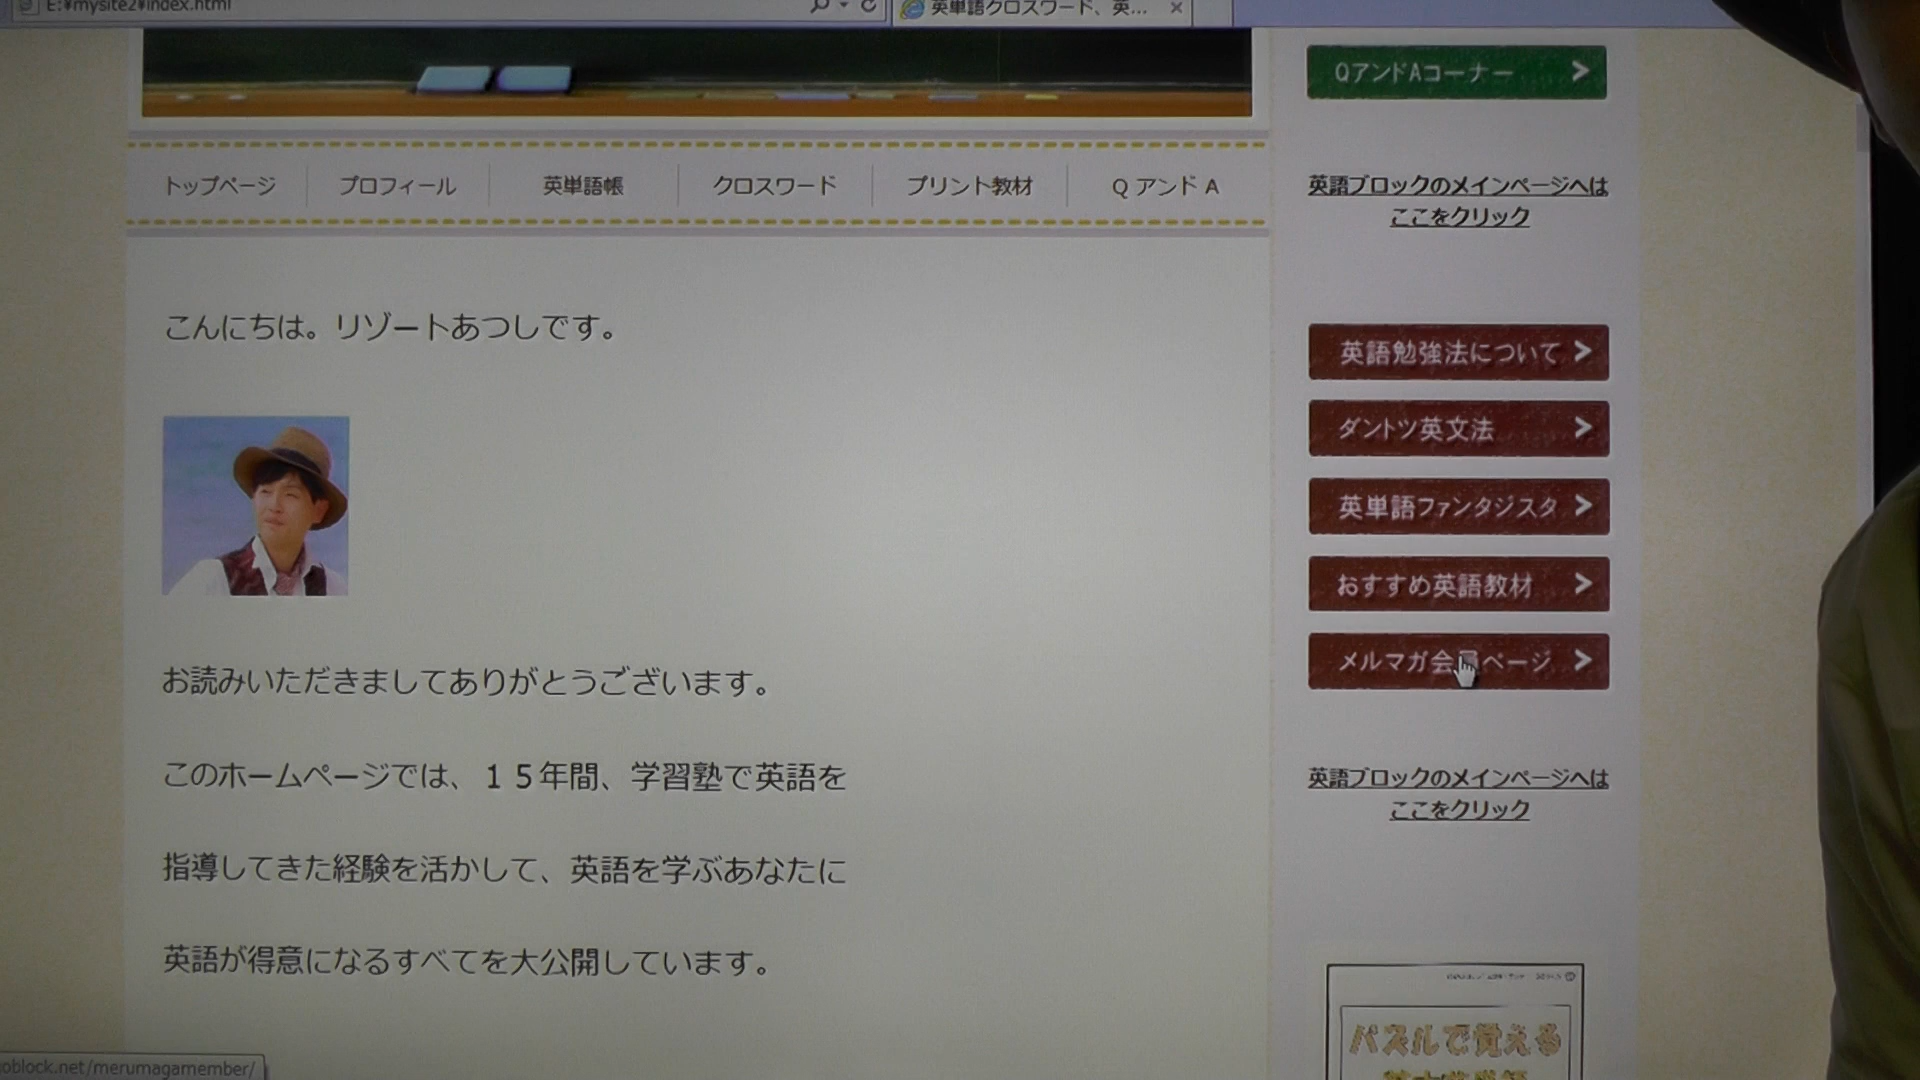 E:¥mysite2¥index.html
英単語クロスワード、英...
QアンドAコーナー
トップページ
プロフィール
英単語帳
クロスワード
プリント教材
Q アンド A
英語ブロックのメインページへは
ここをクリック
こんにちは。リゾートあつしです。
英語勉強法について
ダントツ英文法
英単語ファンタジスタ
おすすめ英語教材
メルマガ会員ページ
お読みいただきましてありがとうございます。
このホームページでは、１５年間、学習塾で英語を
指導してきた経験を活かして、英語を学ぶあなたに
英語が得意になるすべてを大公開しています。
英語ブロックのメインページへは
ここをクリック
パズルで覚える
oblock.net/merumagamember/